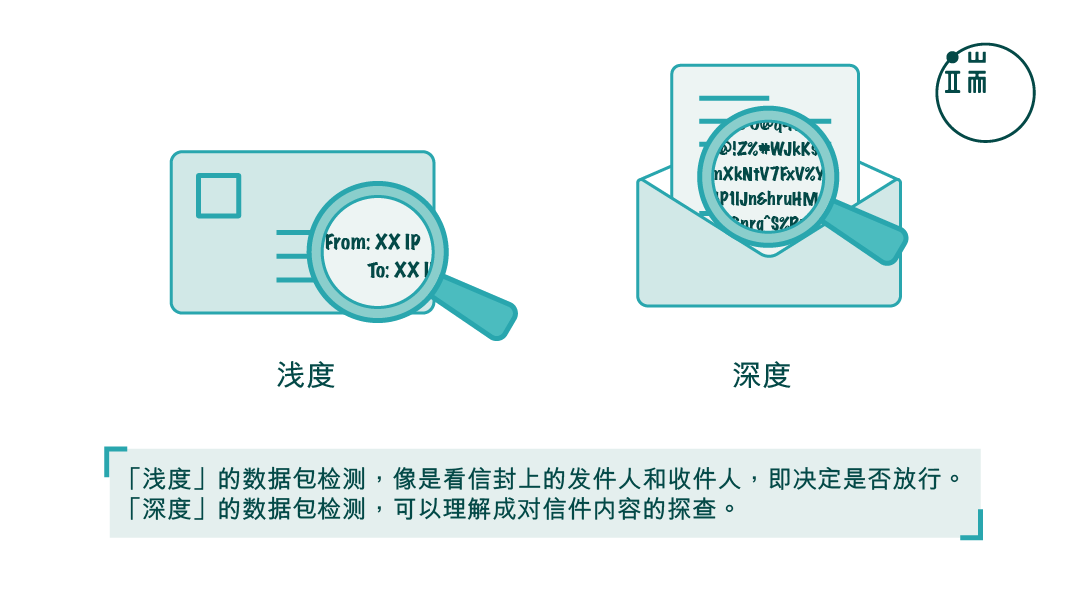 端
From: XX IP
To: XX I
@!Z%#WJkKs
mXkNtV7FxV%Y
P1IJn&hruHM
浅度
深度
「浅度」的数据包检测，像是看信封上的发件人和收件人，即决定是否放行。
「深度」的数据包检测，可以理解成对信件内容的探查。